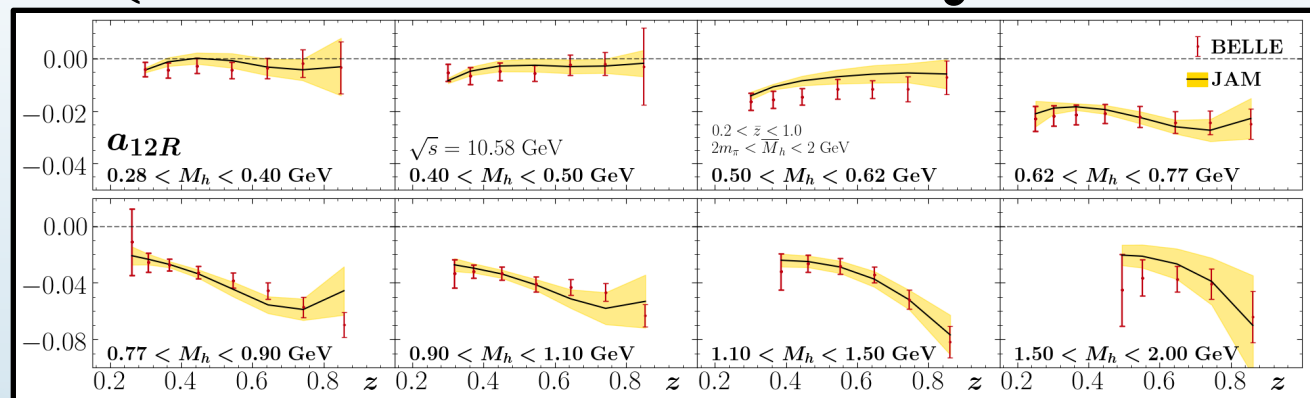 0.00
−0.02
−0.04
a12R
0.28 < Mh < 0.40 GeV
√s = 10.58 GeV
0.40 < Mh < 0.50 GeV
0.2 < z̄ < 1.0
2mπ < M̅h < 2 GeV
0.50 < Mh < 0.62 GeV
BELLE
JAM
0.62 < Mh < 0.77 GeV
0.00
−0.04
−0.08
0.77 < Mh < 0.90 GeV
0.90 < Mh < 1.10 GeV
1.10 < Mh < 1.50 GeV
1.50 < Mh < 2.00 GeV
0.2 0.4 0.6 0.8 z 0.2 0.4 0.6 0.8 z 0.2 0.4 0.6 0.8 z 0.2 0.4 0.6 0.8 z